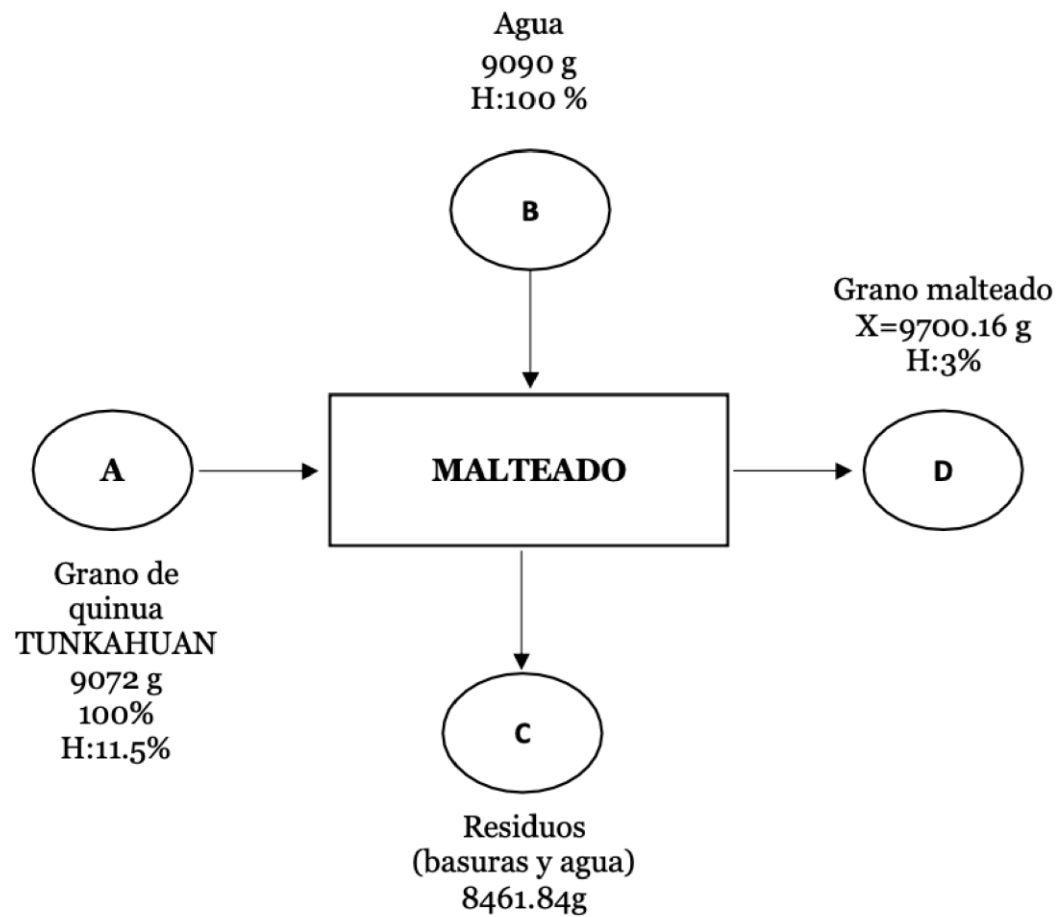 Agua
9090 g
H:100 %
B
Grano malteado
X=9700.16 g
H:3%
A
MALTEADO
D
Grano de
quinua
TUNKAHUAN
9072 g
100%
H:11.5%
C
Residuos
(basuras y agua)
8461.84g